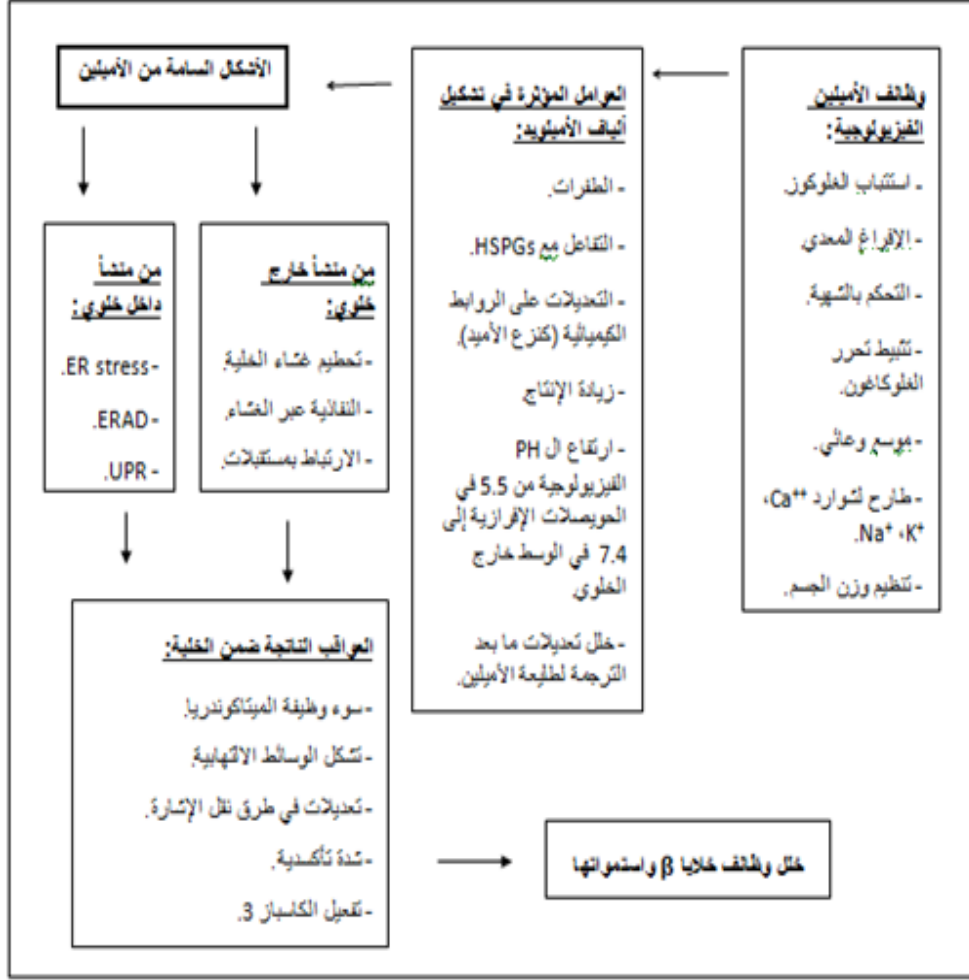 وظائف الأميلين
الفيزيولوجية:
- استتباب الغلوكوز.
- الإفراغ المعدي.
- التحكم بالشهية.
- تثبيط تحرر
الغلوكاغون.
- موسع وعائي.
- طارح لشوارد Ca⁺⁺،
K⁺، Na⁺.
- تنظيم وزن الجسم.
العوامل المؤثرة في تشكيل
ألياف الأميلويد:
- الطفرات.
- التفاعل مع HSPGs.
- التعديلات على الروابط
الكيميائية (كنزع الأميد).
- زيادة الإنتاج.
- ارتفاع ال PH
الفيزيولوجية من 5.5 في
الحويصلات الإفرازية إلى
7.4 في الوسط خارج
الخلوي.
- خلل تعديلات ما بعد
الترجمة لطليعة الأميلين.
الأشكال السامة من الأميلين
من منشأ خارج
خلوي:
- تحطيم غشاء الخلية.
- النفاذية عبر الغشاء.
- الارتباط بمستقبلات.
من منشأ
داخل خلوي:
- ER stress.
- ERAD.
- UPR.
العواقب الناتجة ضمن الخلية:
- سوء وظيفة الميتاكوندريا.
- تشكل الوسائط الالتهابية.
- تعديلات في طرق نقل الإشارة.
- شدة تأكسدية.
- تفعيل الكاسباز 3.
خلل وظائف خلايا β واستمواتها